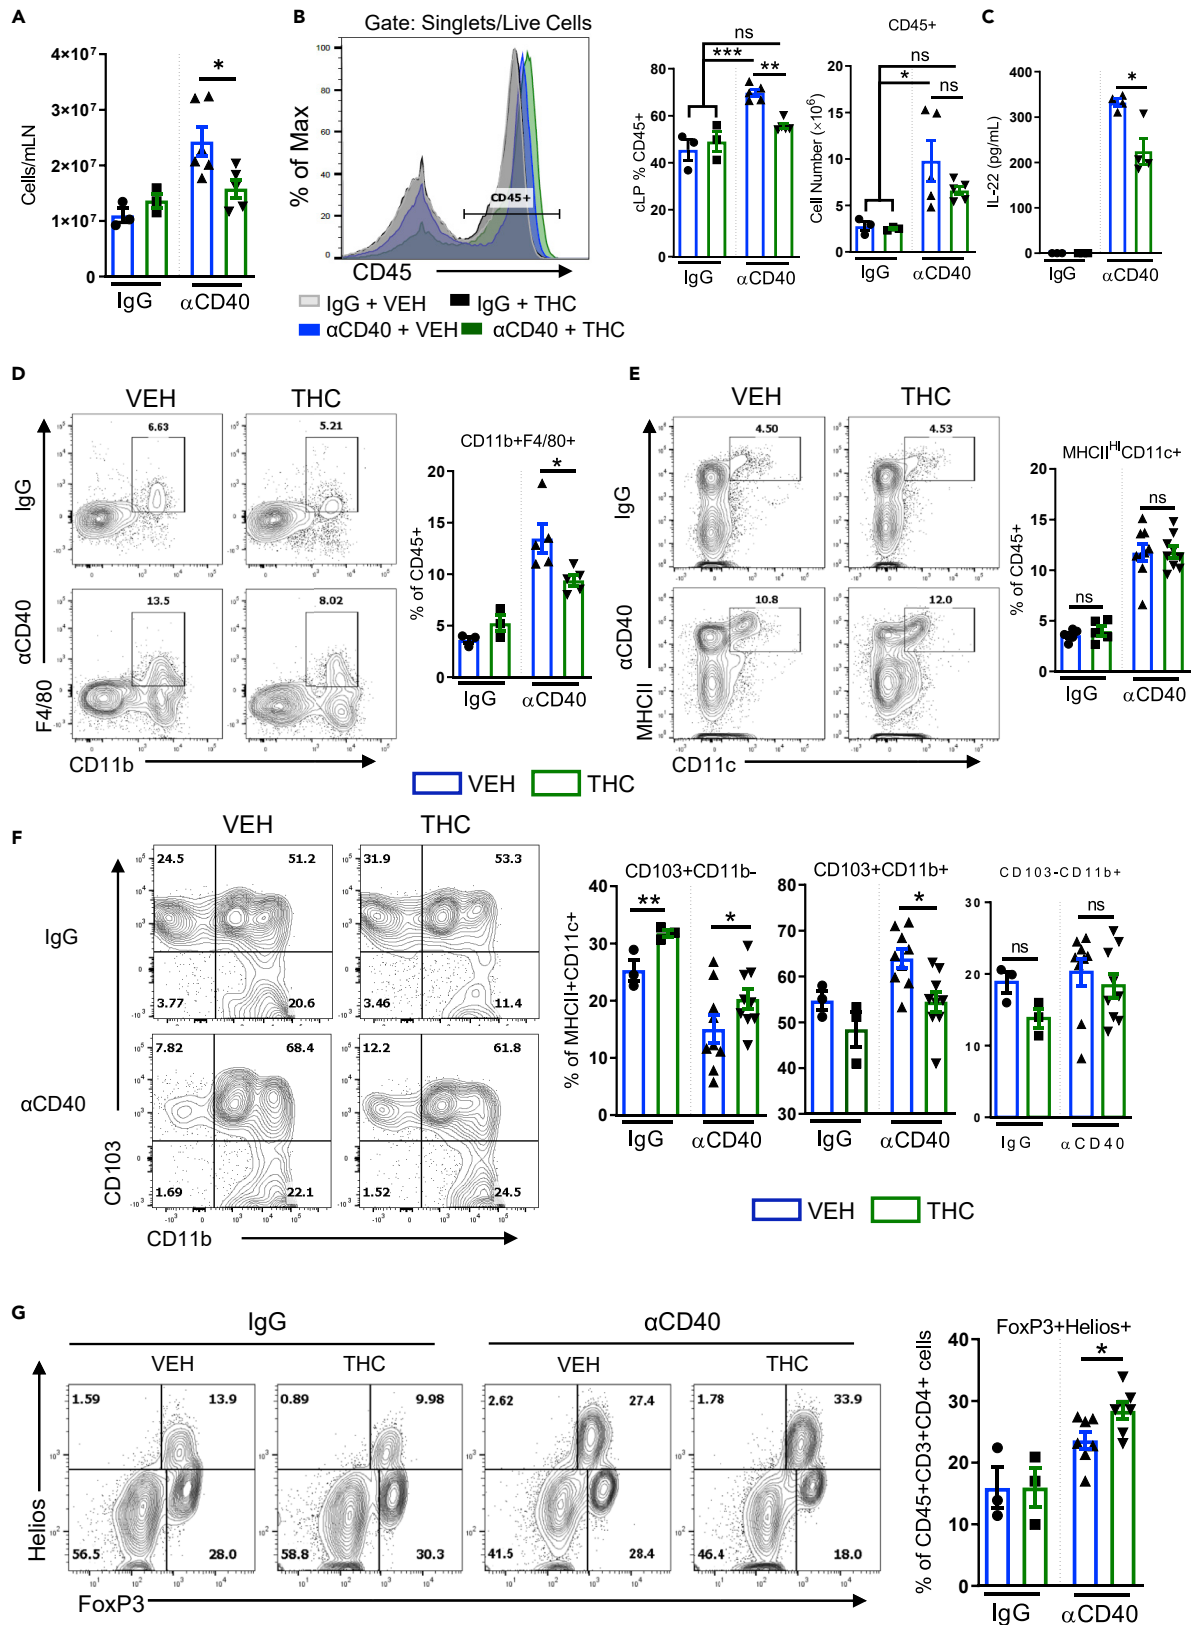 A
Cells/mLN
4×10⁷
3×10⁷
2×10⁷
1×10⁷
0
*
IgG
αCD40
B
Gate: Singlets/Live Cells
% of Max
100
80
60
40
20
0
CD45+
CD45
IgG + VEH
IgG + THC
αCD40 + VEH
αCD40 + THC
cLP % CD45+
80
60
40
20
0
ns
***
**
IgG
αCD40
CD45+
Cell Number (×10⁶)
20
15
10
5
0
ns
*
ns
IgG
αCD40
C
IL-22 (pg/mL)
400
300
200
100
0
*
IgG
αCD40
D
VEH
THC
IgG
αCD40
6.63
5.21
13.5
8.02
F4/80
CD11b
CD11b+F4/80+
% of CD45+
20
15
10
5
0
*
IgG
αCD40
E
VEH
THC
IgG
αCD40
4.50
4.53
10.8
12.0
MHCII
CD11c
MHCIIᴴᴵCD11c+
% of CD45+
20
15
10
5
0
ns
ns
IgG
αCD40
VEH
THC
F
VEH
THC
IgG
24.5
51.2
31.9
53.3
3.77
20.6
3.46
11.4
αCD40
7.82
68.4
12.2
61.8
1.69
22.1
1.52
24.5
CD103
CD11b
% of MHCII+CD11c+
CD103+CD11b-
40
30
20
10
0
**
*
IgG
αCD40
CD103+CD11b+
80
70
60
50
40
30
*
IgG
αCD40
CD103-CD11b+
30
20
10
0
ns
ns
IgG
αCD40
VEH
THC
G
IgG
αCD40
VEH
THC
VEH
THC
1.59
13.9
0.89
9.98
2.62
27.4
1.78
33.9
56.5
28.0
58.8
30.3
41.5
28.4
46.4
18.0
Helios
FoxP3
FoxP3+Helios+
% of CD45+CD3+CD4+ cells
40
30
20
10
0
*
IgG
αCD40